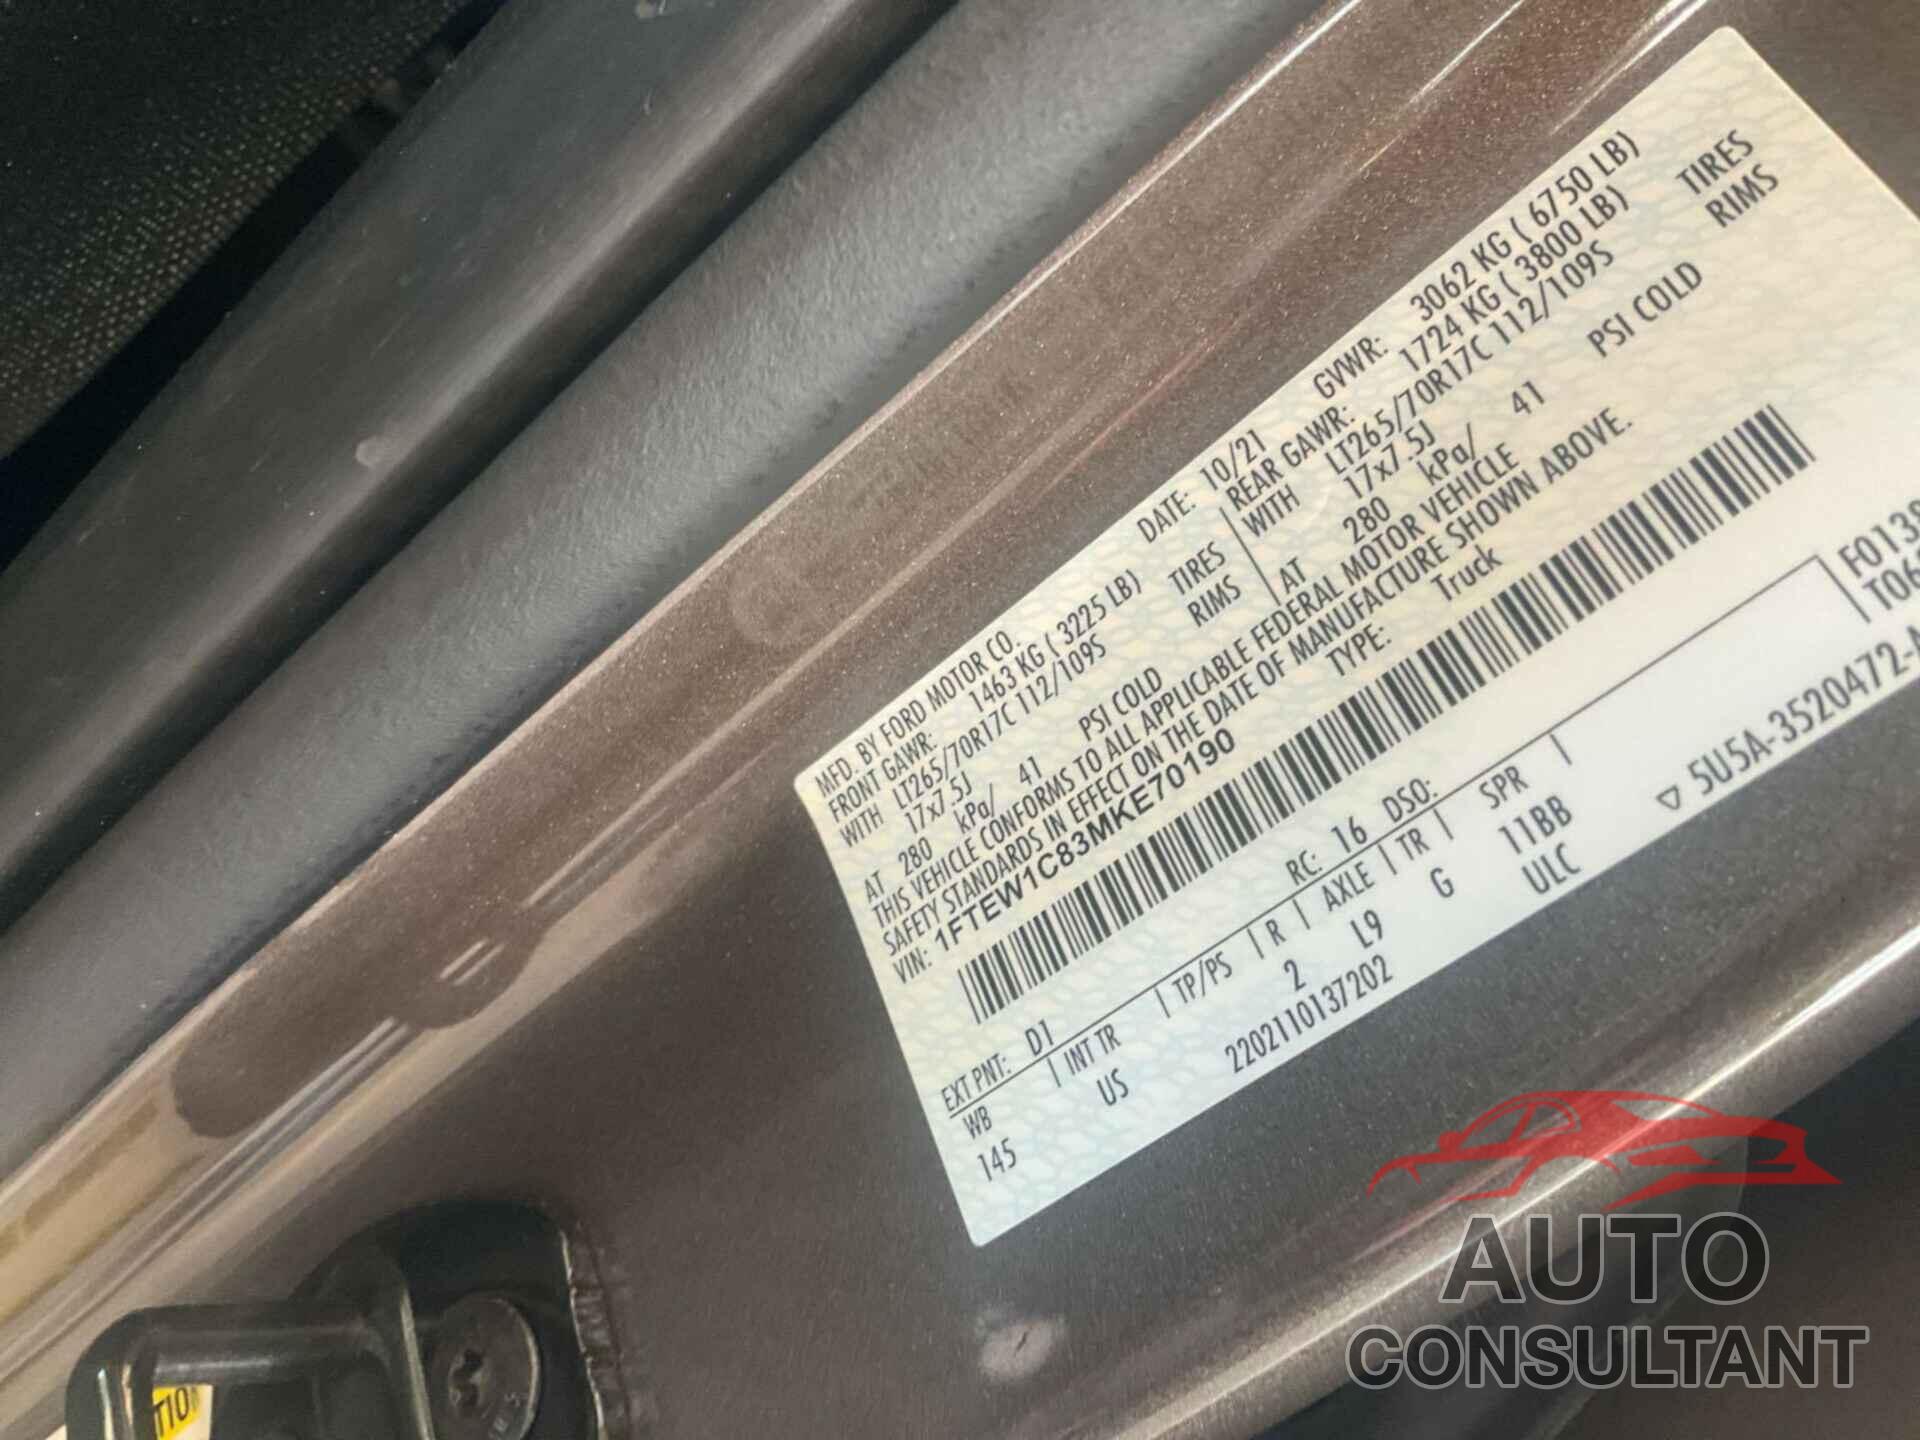 MFD. BY FORD MOTOR CO.
DATE: 10/21 GVWR: 3062 KG ( 6750 LB)
FRONT GAWR: 1463 KG ( 3225 LB) REAR GAWR: 1724 KG ( 3800 LB)
WITH LT265/70R17C 112/109S TIRES WITH LT265/70R17C 112/109S TIRES
17x7.5J RIMS 17x7.5J RIMS
AT 280 kPa/ 41 PSI COLD AT 280 kPa/ 41 PSI COLD
THIS VEHICLE CONFORMS TO ALL APPLICABLE FEDERAL MOTOR VEHICLE
SAFETY STANDARDS IN EFFECT ON THE DATE OF MANUFACTURE SHOWN ABOVE.
VIN: 1FTEW1C83MKE70190 TYPE: Truck
F0138
T06
EXT PNT: D1 RC: 16 DSO:
WB | INT TR | TP/PS | R | AXLE | TR | SPR |
145 US 2 L9 G 11BB
ULC
2202110137202 ▽ 5U5A-3520472-A
AUTO
CONSULTANT